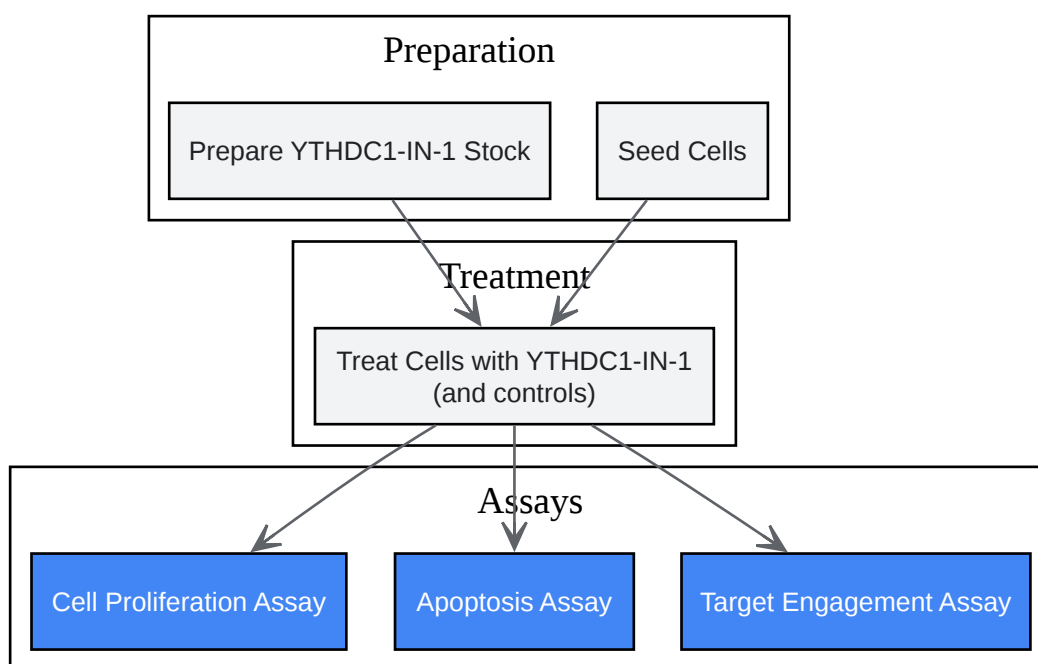 Preparation
Prepare YTHDC1-IN-1 Stock
Seed Cells
Treatment
Treat Cells with YTHDC1-IN-1
(and controls)
Assays
Cell Proliferation Assay
Apoptosis Assay
Target Engagement Assay